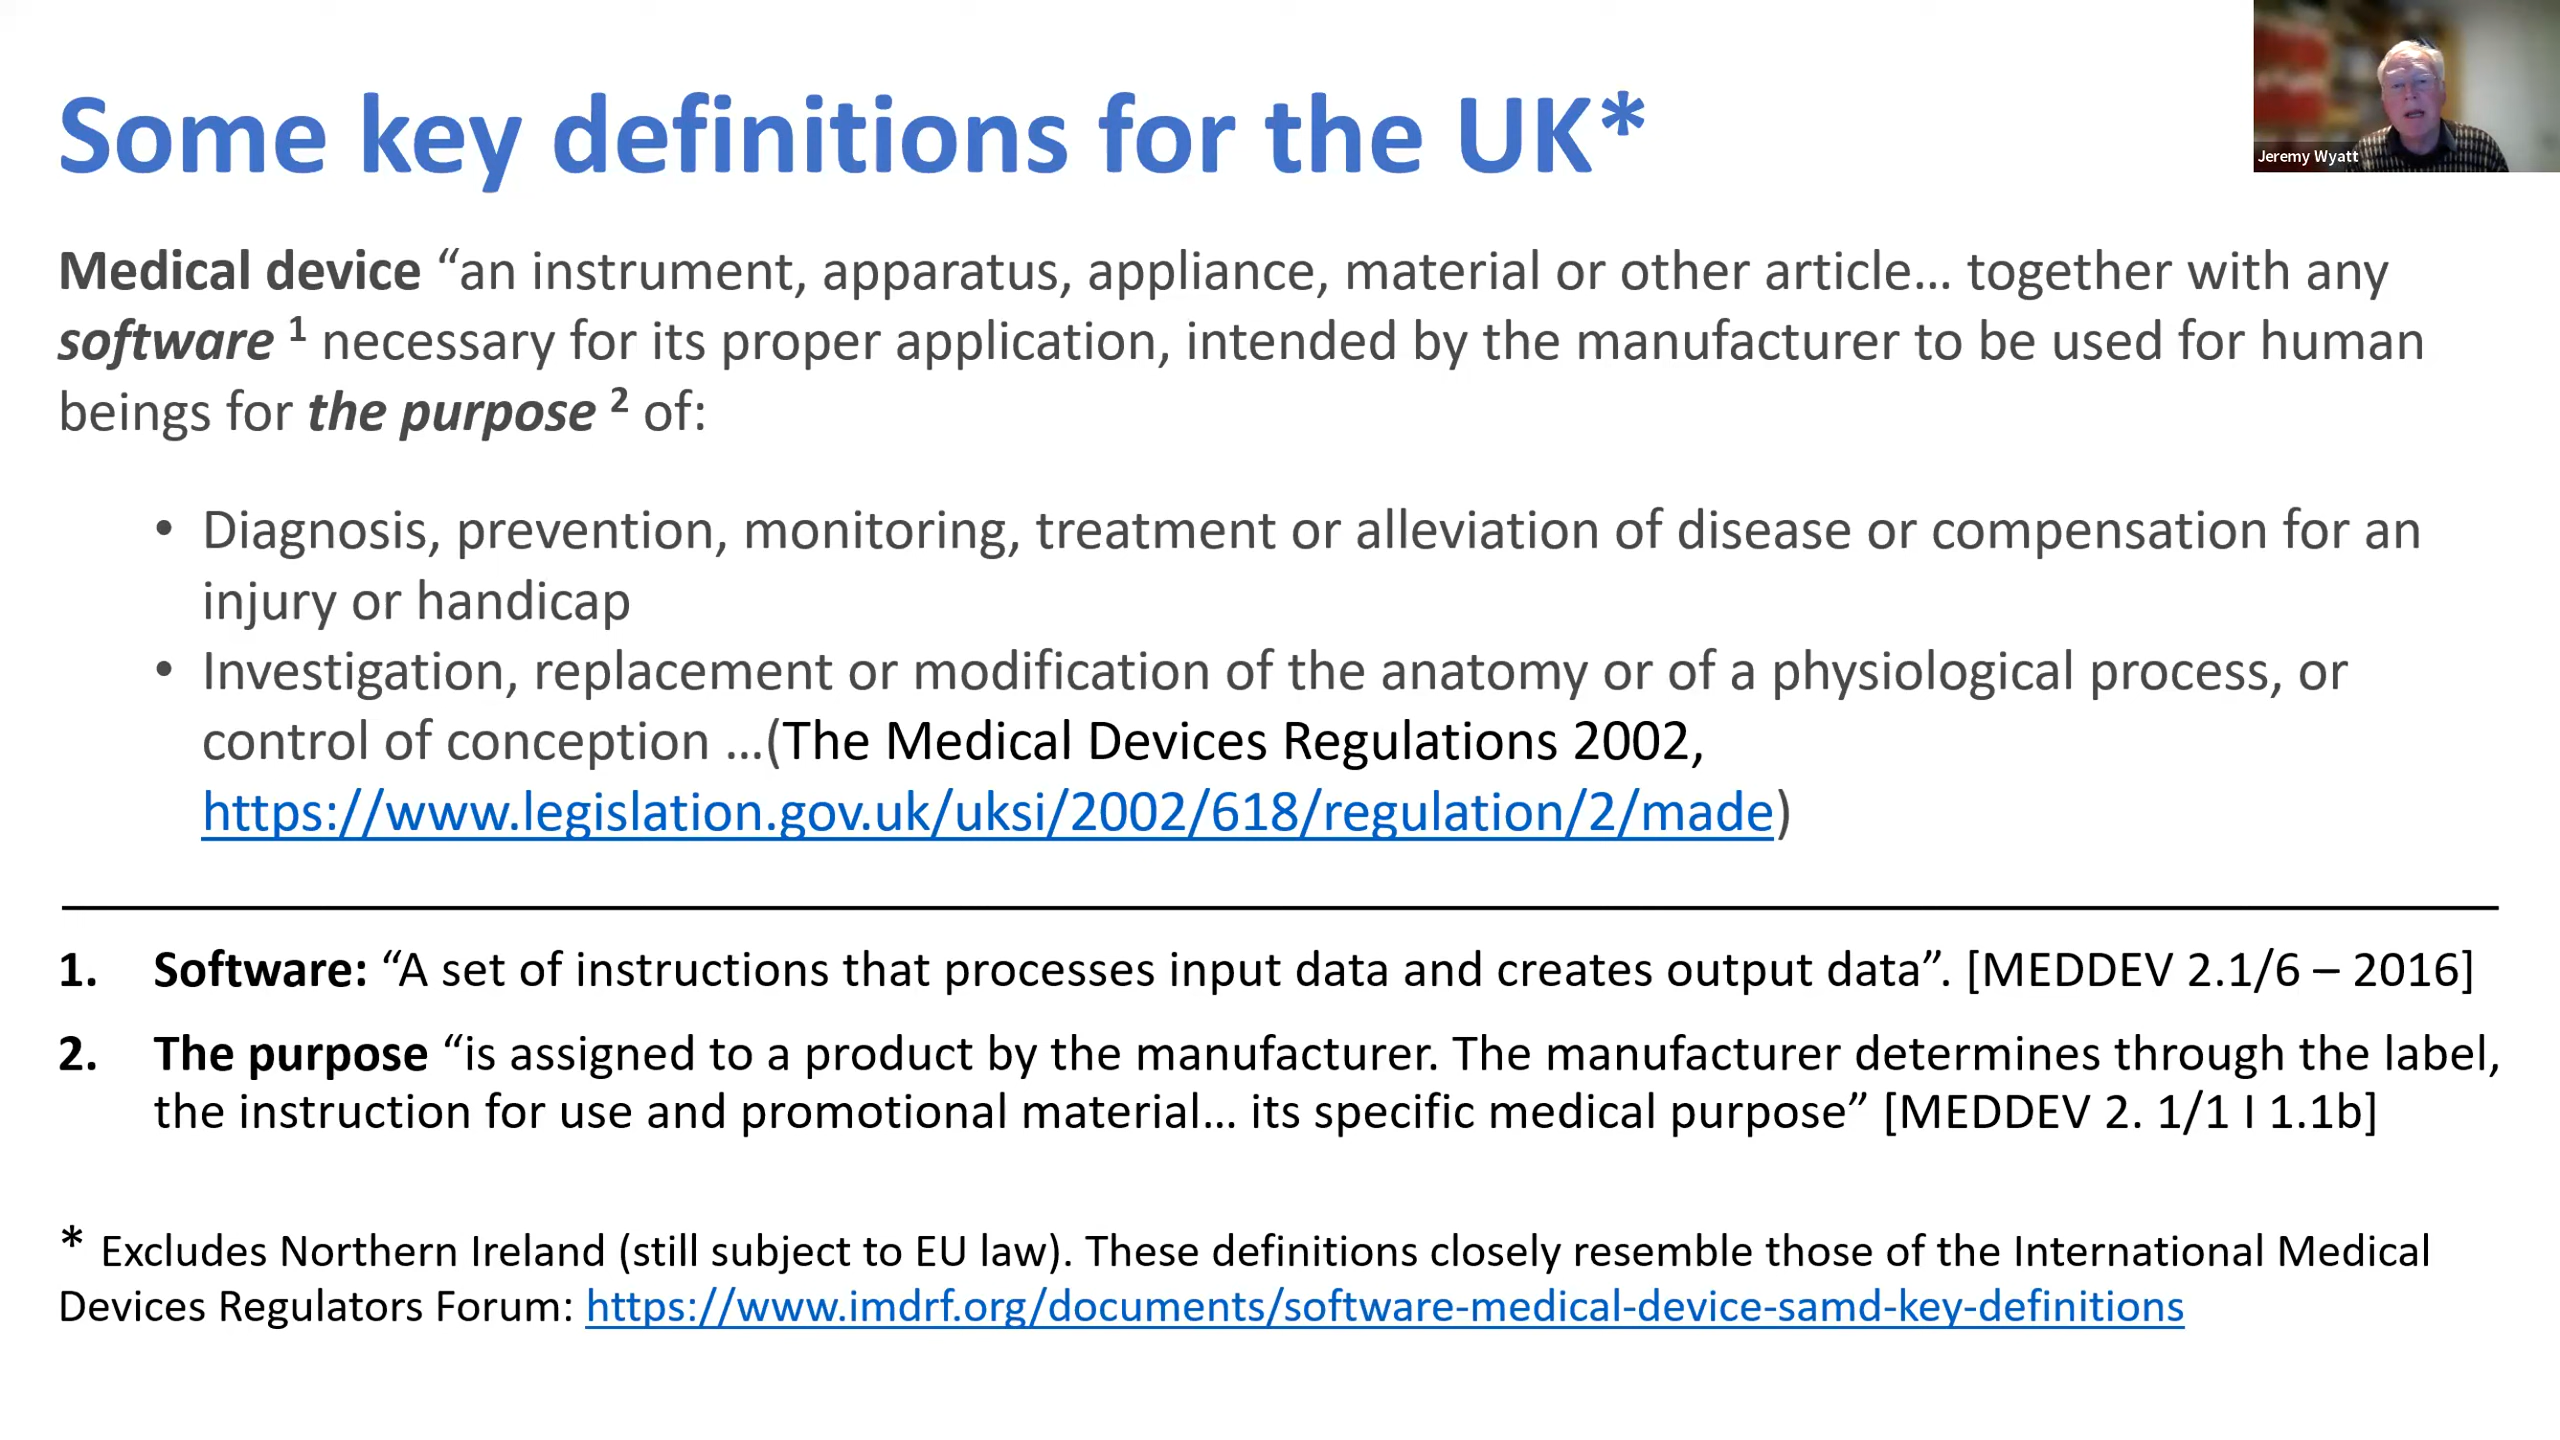 Some key definitions for the UK*
Jeremy Wyatt
Medical device “an instrument, apparatus, appliance, material or other article… together with any
software 1 necessary for its proper application, intended by the manufacturer to be used for human
beings for the purpose 2 of:
• Diagnosis, prevention, monitoring, treatment or alleviation of disease or compensation for an
injury or handicap
• Investigation, replacement or modification of the anatomy or of a physiological process, or
control of conception …(The Medical Devices Regulations 2002,
https://www.legislation.gov.uk/uksi/2002/618/regulation/2/made)
1. Software: “A set of instructions that processes input data and creates output data”. [MEDDEV 2.1/6 – 2016]
2. The purpose “is assigned to a product by the manufacturer. The manufacturer determines through the label,
the instruction for use and promotional material… its specific medical purpose” [MEDDEV 2. 1/1 I 1.1b]
* Excludes Northern Ireland (still subject to EU law). These definitions closely resemble those of the International Medical
Devices Regulators Forum: https://www.imdrf.org/documents/software-medical-device-samd-key-definitions